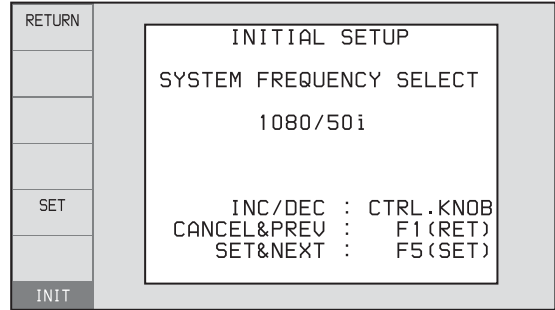 RETURN
INITIAL SETUP
SYSTEM FREQUENCY SELECT
1080/50i
SET
INC/DEC : CTRL.KNOB
CANCEL&PREV : F1(RET)
SET&NEXT : F5(SET)
INIT